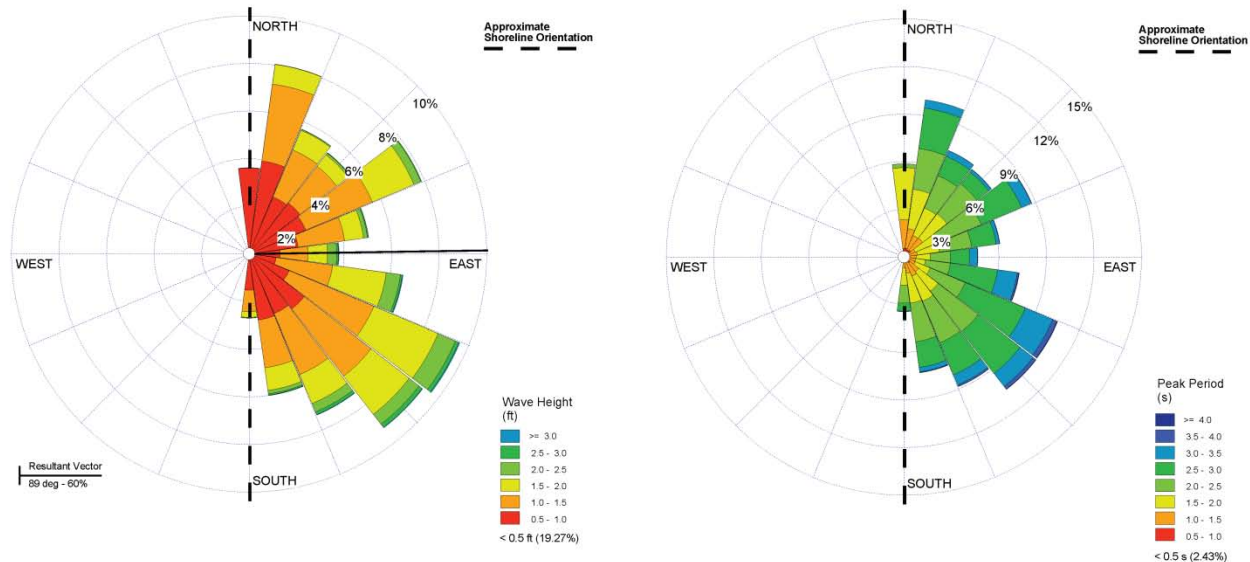 NORTH
Approximate
Shoreline Orientation
10%
8%
6%
4%
2%
WEST
EAST
SOUTH
Resultant Vector
89 deg - 60%
Wave Height
(ft)
>= 3.0
2.5 - 3.0
2.0 - 2.5
1.5 - 2.0
1.0 - 1.5
0.5 - 1.0
< 0.5 ft (19.27%)
NORTH
Approximate
Shoreline Orientation
15%
12%
9%
6%
3%
WEST
EAST
SOUTH
Peak Period
(s)
>= 4.0
3.5 - 4.0
3.0 - 3.5
2.5 - 3.0
2.0 - 2.5
1.5 - 2.0
1.0 - 1.5
0.5 - 1.0
< 0.5 s (2.43%)